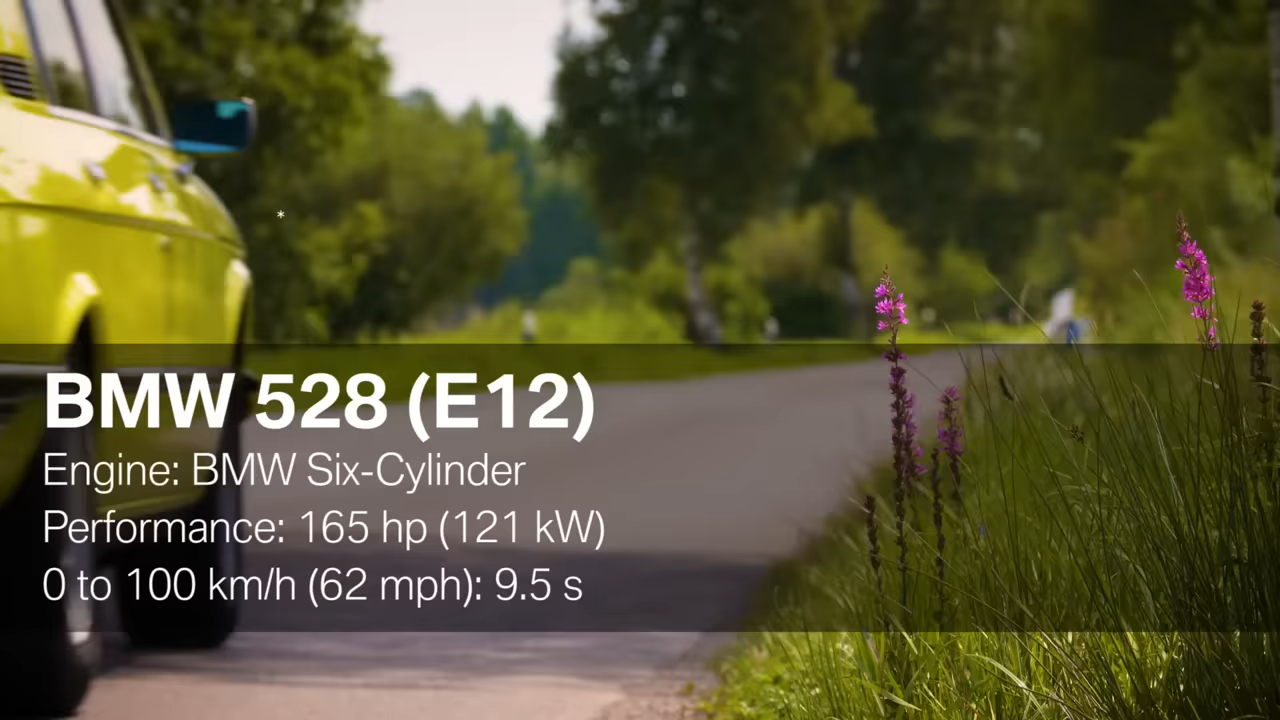 *
BMW 528 (E12)
Engine: BMW Six-Cylinder
Performance: 165 hp (121 kW)
0 to 100 km/h (62 mph): 9.5 s